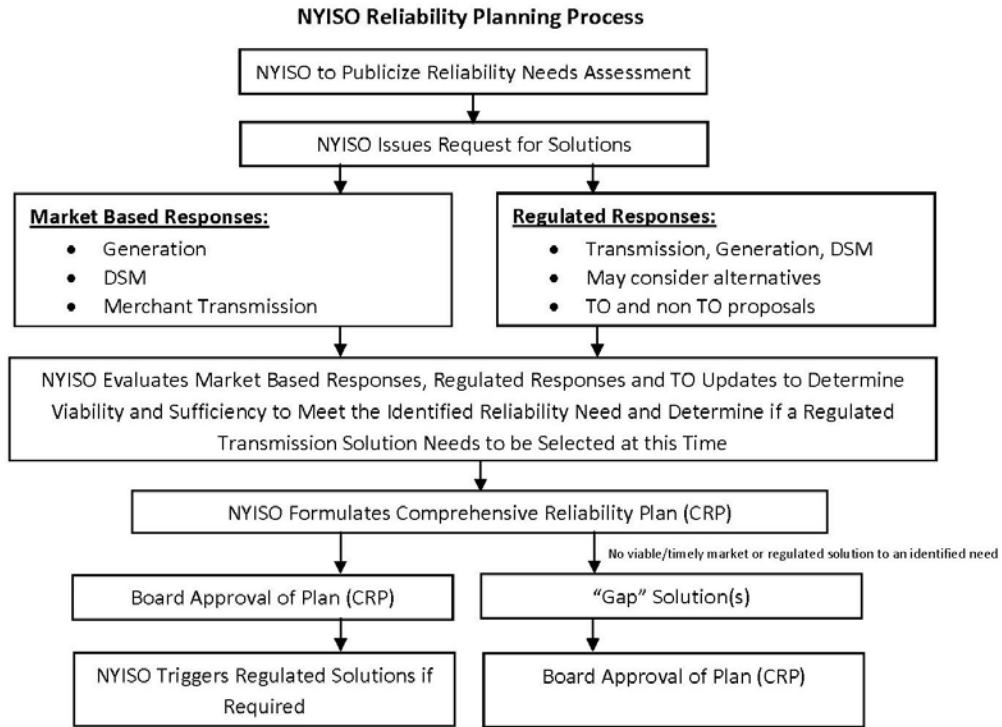 NYISO Reliability Planning Process
NYISO to Publicize Reliability Needs Assessment
NYISO Issues Request for Solutions
Market Based Responses:
• Generation
• DSM
• Merchant Transmission
Regulated Responses:
• Transmission, Generation, DSM
• May consider alternatives
• TO and non TO proposals
NYISO Evaluates Market Based Responses, Regulated Responses and TO Updates to Determine
Viability and Sufficiency to Meet the Identified Reliability Need and Determine if a Regulated
Transmission Solution Needs to be Selected at this Time
NYISO Formulates Comprehensive Reliability Plan (CRP)
No viable/timely market or regulated solution to an identified need
Board Approval of Plan (CRP)
“Gap” Solution(s)
NYISO Triggers Regulated Solutions if
Required
Board Approval of Plan (CRP)